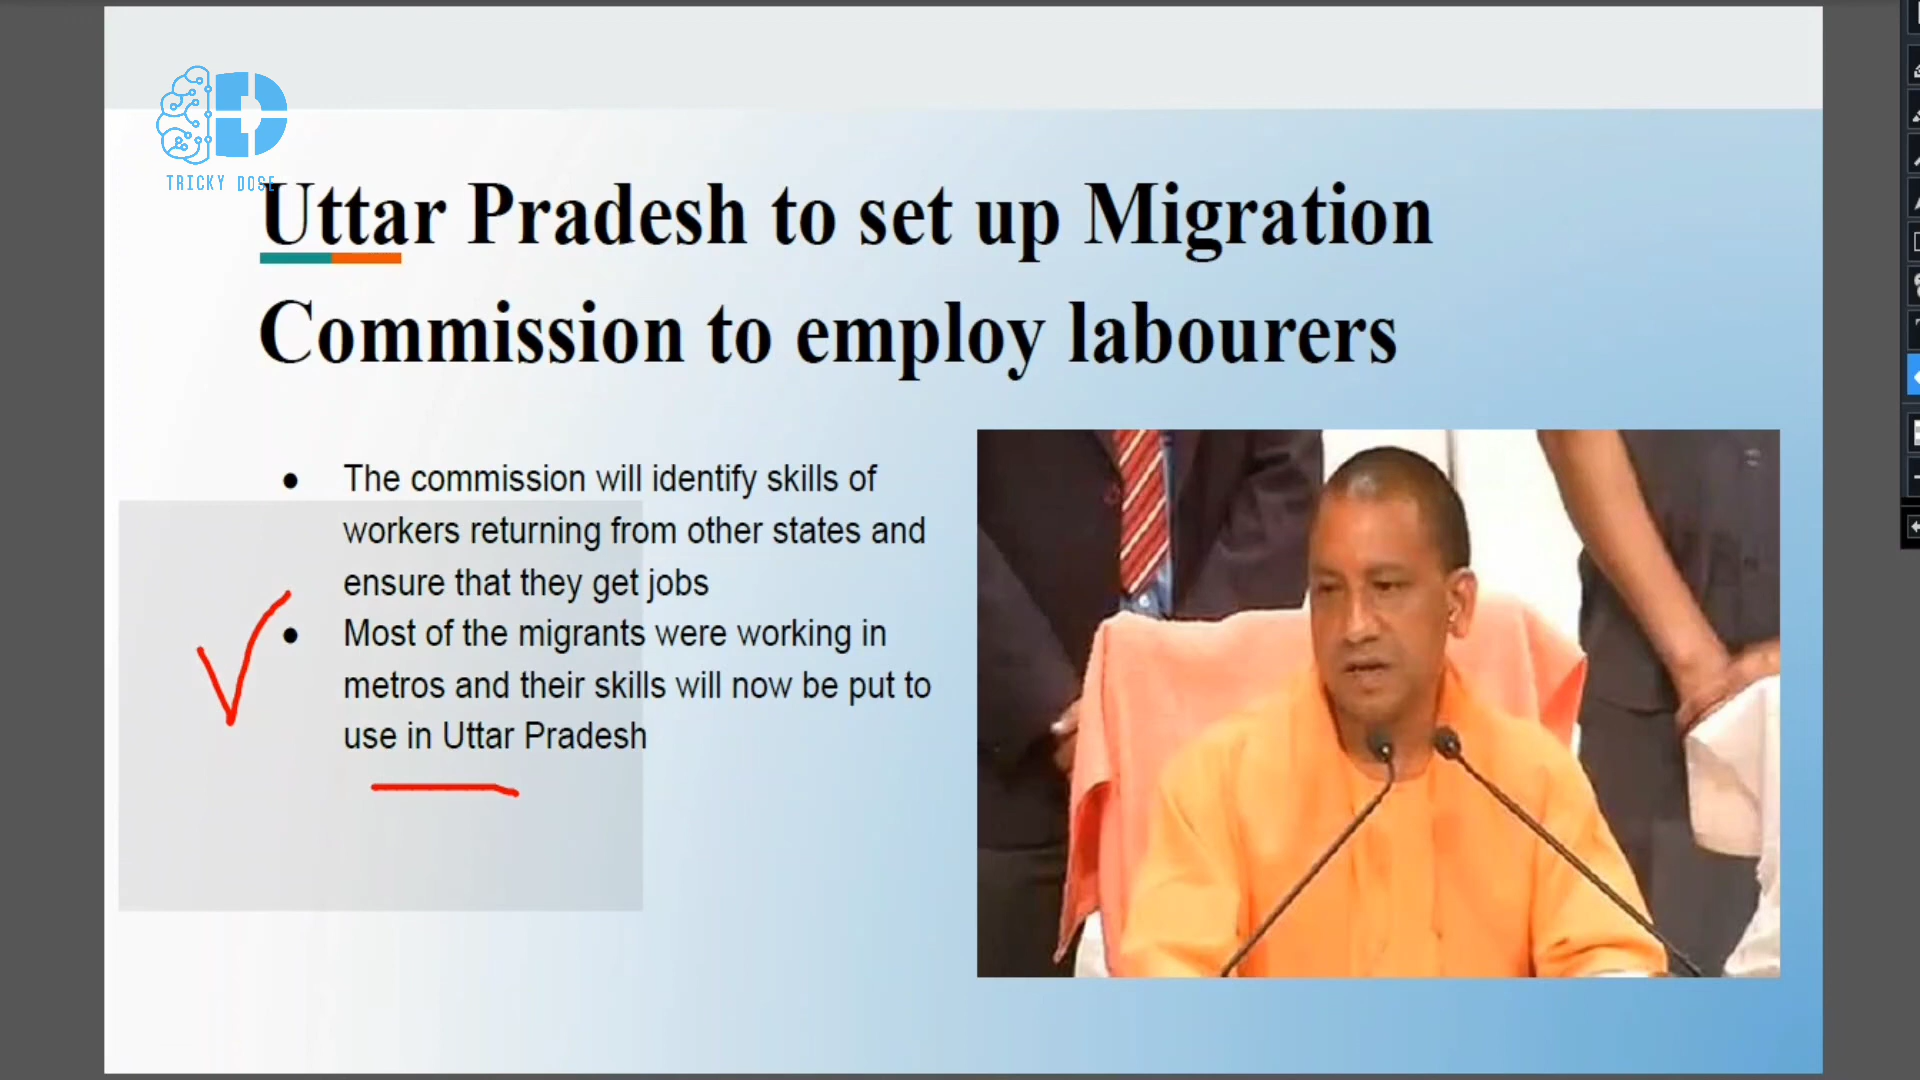 TRICKY DOSE
Uttar Pradesh to set up Migration
Commission to employ labourers
● The commission will identify skills of
workers returning from other states and
ensure that they get jobs
● Most of the migrants were working in
metros and their skills will now be put to
use in Uttar Pradesh